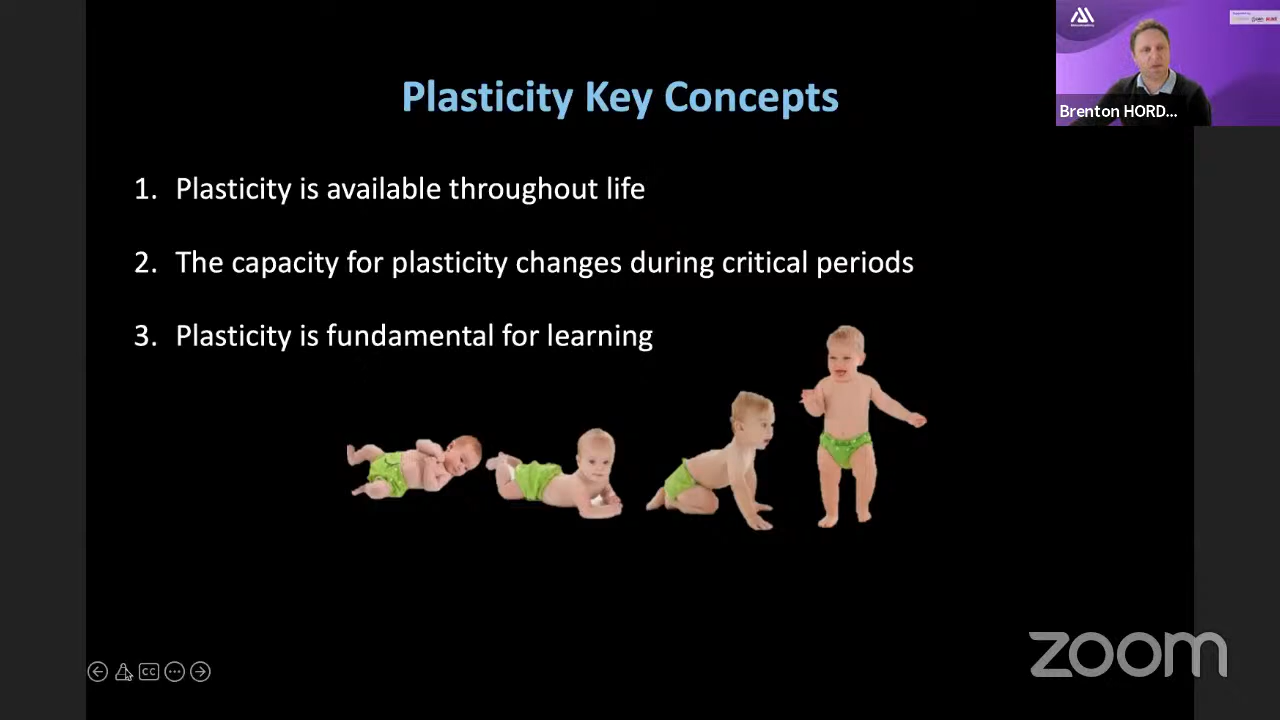 Plasticity Key Concepts
Brenton HORD...
1. Plasticity is available throughout life
2. The capacity for plasticity changes during critical periods
3. Plasticity is fundamental for learning
CC
zoom